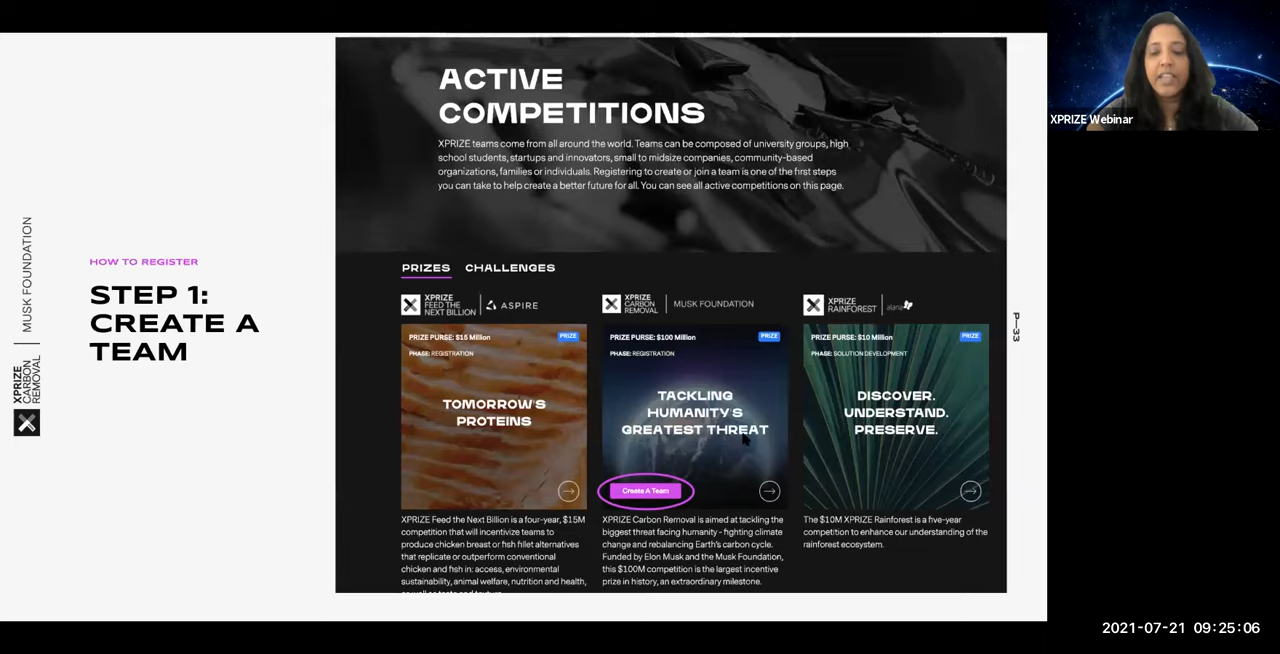 MUSK FOUNDATION
XPRIZE
CARBON
REMOVAL
HOW TO REGISTER
STEP 1:
CREATE A
TEAM
ACTIVE
COMPETITIONS
XPRIZE teams come from all around the world. Teams can be composed of university groups, high
school students, startups and innovators, small to midsize companies, community-based
organizations, families or individuals. Registering to create or join a team is one of the first steps
you can take to help create a better future for all. You can see all active competitions on this page.
PRIZES CHALLENGES
XPRIZE
FEED THE
NEXT BILLION
ASPIRE
PRIZE PURSE: $15 Million
PRIZE
PHASE: REGISTRATION
TOMORROW'S
PROTEINS
XPRIZE Feed the Next Billion is a four-year, $15M
competition that will incentivize teams to
produce chicken breast or fish fillet alternatives
that replicate or outperform conventional
chicken and fish in: access, environmental
sustainability, animal welfare, nutrition and health,
as well as taste and texture.
XPRIZE
CARBON
REMOVAL
MUSK FOUNDATION
PRIZE PURSE: $100 Million
PRIZE
PHASE: REGISTRATION
TACKLING
HUMANITY'S
GREATEST THREAT
Create A Team
XPRIZE Carbon Removal is aimed at tackling the
biggest threat facing humanity - fighting climate
change and rebalancing Earth's carbon cycle.
Funded by Elon Musk and the Musk Foundation,
this $100M competition is the largest incentive
prize in history, an extraordinary milestone.
XPRIZE
RAINFOREST
alana
PRIZE PURSE: $10 Million
PRIZE
PHASE: SOLUTION DEVELOPMENT
DISCOVER.
UNDERSTAND.
PRESERVE.
The $10M XPRIZE Rainforest is a five-year
competition to enhance our understanding of the
rainforest ecosystem.
P—33
XPRIZE Webinar
2021-07-21 09:25:06